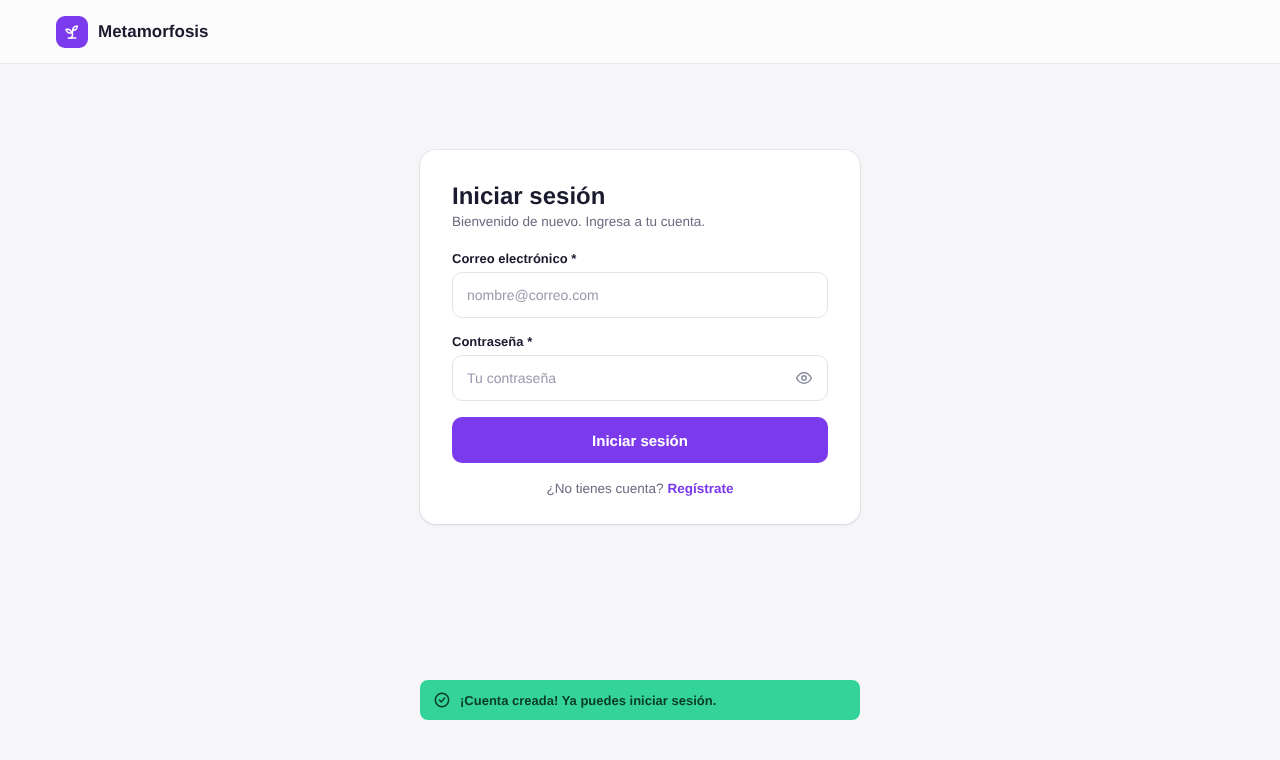 Metamorfosis
Iniciar sesión
Bienvenido de nuevo. Ingresa a tu cuenta.
Correo electrónico *
nombre@correo.com
Contraseña *
Tu contraseña
Iniciar sesión
¿No tienes cuenta? Regístrate
¡Cuenta creada! Ya puedes iniciar sesión.